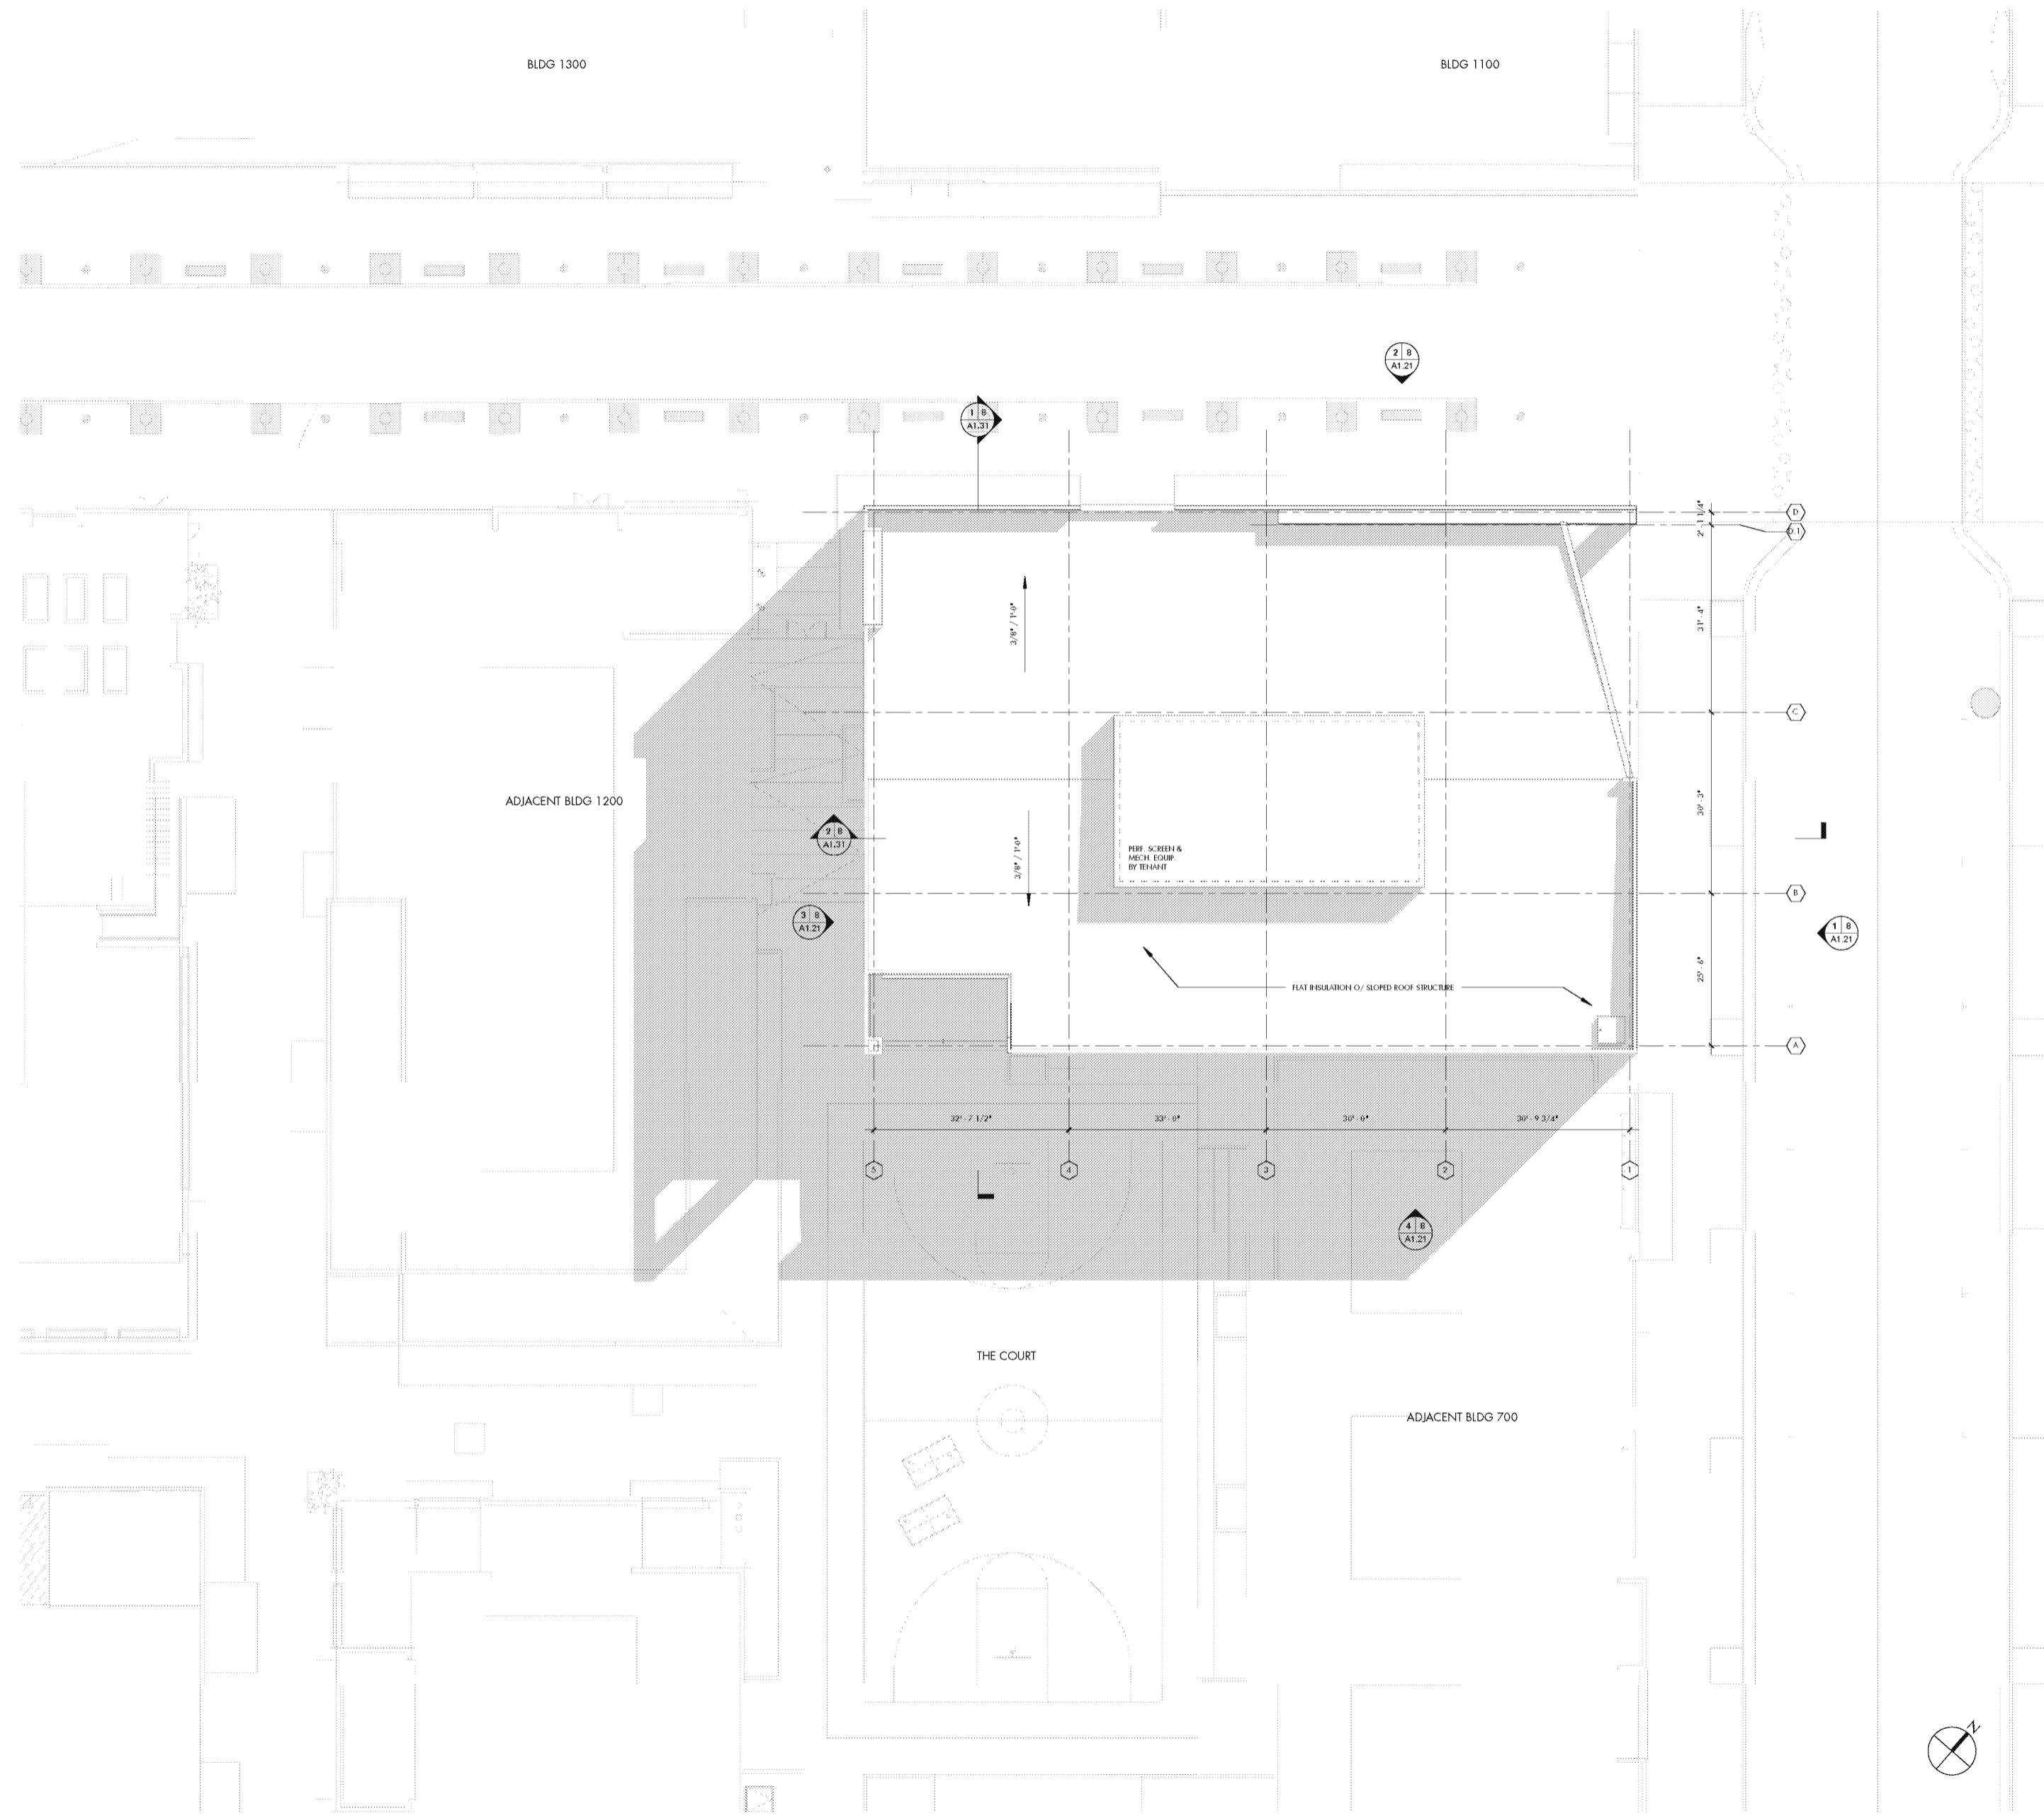 BLDG 1300
BLDG 1100
2 8
A1.21
1 8
A1.31
D
D.1
2' - 1 1/4"
3/8" / 1'-0"
31' - 4"
C
ADJACENT BLDG 1200
30' - 3"
2 8
A1.31
3/8" / 1'-0"
PERF. SCREEN &
MECH. EQUIP.
BY TENANT
B
3 8
A1.21
1 8
A1.21
25' - 6"
FLAT INSULATION O/ SLOPED ROOF STRUCTURE
A
32' - 7 1/2"
33' - 0"
30' - 0"
30' - 9 3/4"
5
4
3
2
1
4 8
A1.21
THE COURT
ADJACENT BLDG 700
N